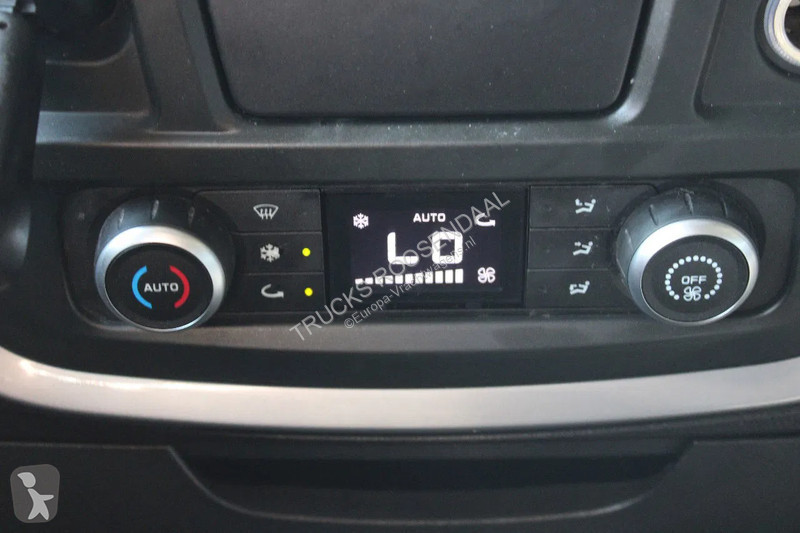 AUTO
LO
AUTO
OFF
TRUCKS ROOSENDAAL
©Europa-Vrachtwagens.nl